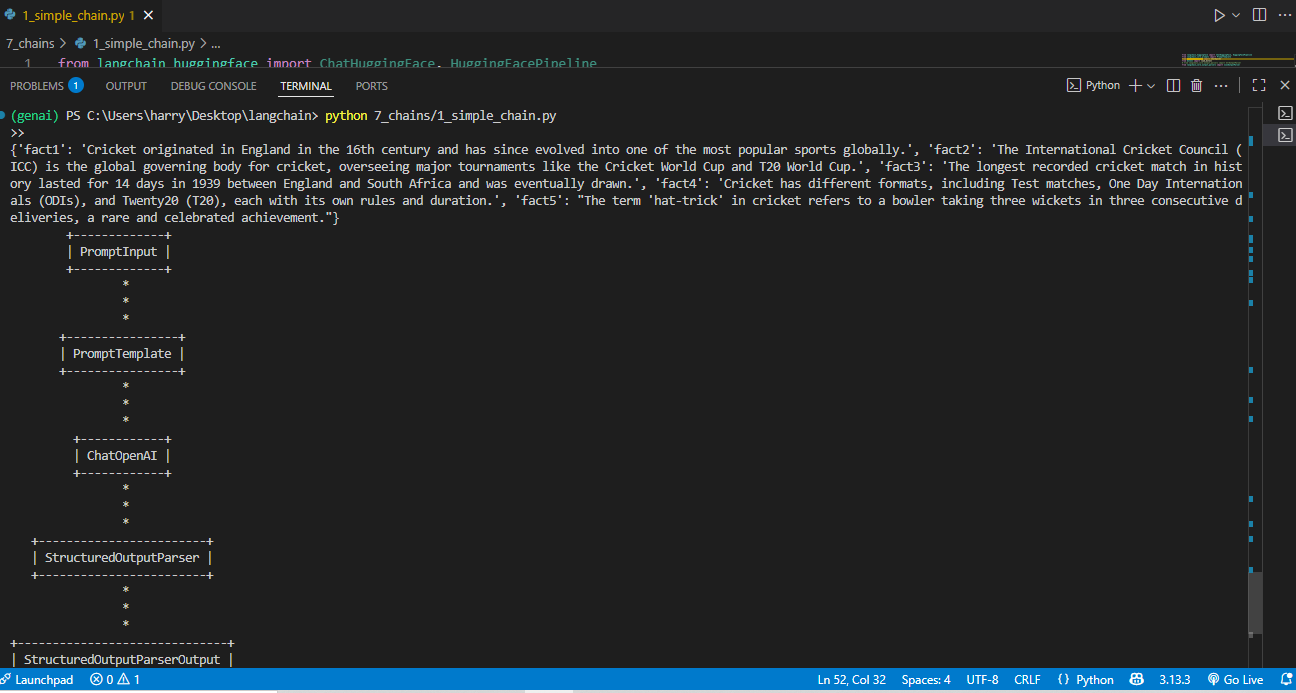 1_simple_chain.py 1
7_chains > 1_simple_chain.py > ...
1 from langchain_huggingface import ChatHuggingFace, HuggingFacePipeline
PROBLEMS 1 OUTPUT DEBUG CONSOLE TERMINAL PORTS Python
(genai) PS C:\Users\harry\Desktop\langchain> python 7_chains/1_simple_chain.py
>>
{'fact1': 'Cricket originated in England in the 16th century and has since evolved into one of the most popular sports globally.', 'fact2': 'The International Cricket Council (
ICC) is the global governing body for cricket, overseeing major tournaments like the Cricket World Cup and T20 World Cup.', 'fact3': 'The longest recorded cricket match in hist
ory lasted for 14 days in 1939 between England and South Africa and was eventually drawn.', 'fact4': 'Cricket has different formats, including Test matches, One Day Internation
als (ODIs), and Twenty20 (T20), each with its own rules and duration.', 'fact5': "The term 'hat-trick' in cricket refers to a bowler taking three wickets in three consecutive d
eliveries, a rare and celebrated achievement."}
+-------------+
| PromptInput |
+-------------+
*
*
*
+----------------+
| PromptTemplate |
+----------------+
*
*
*
+------------+
| ChatOpenAI |
+------------+
*
*
*
+------------------------+
| StructuredOutputParser |
+------------------------+
*
*
*
+------------------------------+
| StructuredOutputParserOutput |
Launchpad 0 1 Ln 52, Col 32 Spaces: 4 UTF-8 CRLF {} Python 3.13.3 Go Live